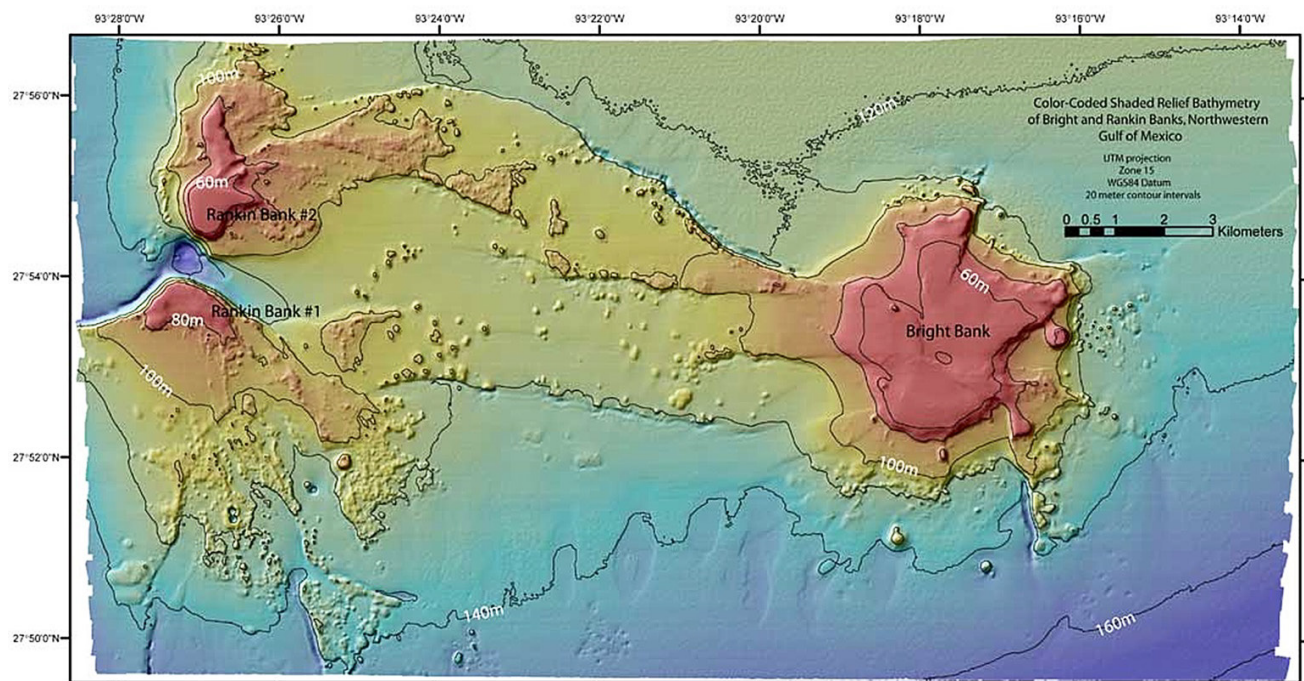 93°28'0"W 93°26'0"W 93°24'0"W 93°22'0"W 93°20'0"W 93°18'0"W 93°16'0"W 93°14'0"W
100m
27°56'0"N
120m
Color-Coded Shaded Relief Bathymetry
of Bright and Rankin Banks, Northwestern
Gulf of Mexico
UTM projection
Zone 15
WGS84 Datum
20 meter contour intervals
0 0.5 1 2 3
Kilometers
60m
Rankin Bank #2
27°54'0"N
60m
Rankin Bank #1
80m
Bright Bank
100m
27°52'0"N
100m
140m
160m
27°50'0"N